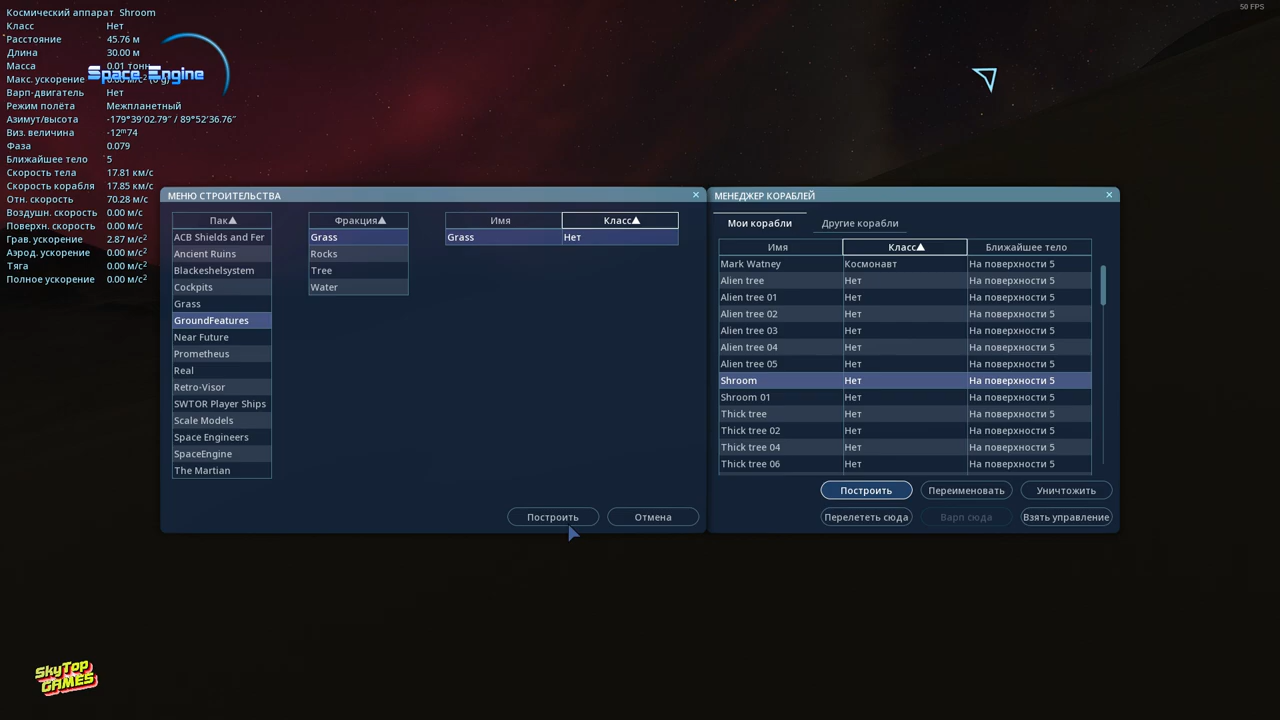 50 FPS
Космический аппарат Shroom
Класс Нет
Расстояние 45.76 м
Длина 30.00 м
Масса 0.01 тонн
Space Engine
Макс. ускорение 0.00 м/с² (0 g)
Варп-двигатель Нет
Режим полёта Межпланетный
Азимут/высота -179°39′02.79″ / 89°52′36.76″
Виз. величина -12ᵐ74
Фаза 0.079
Ближайшее тело 5
Скорость тела 17.81 км/с
Скорость корабля 17.85 км/с
Отн. скорость 70.28 м/с
Воздушн. скорость 0.00 м/с
Поверхн. скорость 0.00 м/с
Грав. ускорение 2.87 м/с²
Аэрод. ускорение 0.00 м/с²
Тяга 0.00 м/с²
Полное ускорение 0.00 м/с²
МЕНЮ СТРОИТЕЛЬСТВА
Пак▲ Фракция▲ Имя Класс▲
ACB Shields and Fer Grass Grass Нет
Ancient Ruins Rocks
Blackeshelsystem Tree
Cockpits Water
Grass
GroundFeatures
Near Future
Prometheus
Real
Retro-Visor
SWTOR Player Ships
Scale Models
Space Engineers
SpaceEngine
The Martian
Построить Отмена
МЕНЕДЖЕР КОРАБЛЕЙ
Мои корабли Другие корабли
Имя Класс▲ Ближайшее тело
Mark Watney Космонавт На поверхности 5
Alien tree Нет На поверхности 5
Alien tree 01 Нет На поверхности 5
Alien tree 02 Нет На поверхности 5
Alien tree 03 Нет На поверхности 5
Alien tree 04 Нет На поверхности 5
Alien tree 05 Нет На поверхности 5
Shroom Нет На поверхности 5
Shroom 01 Нет На поверхности 5
Thick tree Нет На поверхности 5
Thick tree 02 Нет На поверхности 5
Thick tree 04 Нет На поверхности 5
Thick tree 06 Нет На поверхности 5
Построить Переименовать Уничтожить
Перелететь сюда Варп сюда Взять управление
SkyTop
GAMES